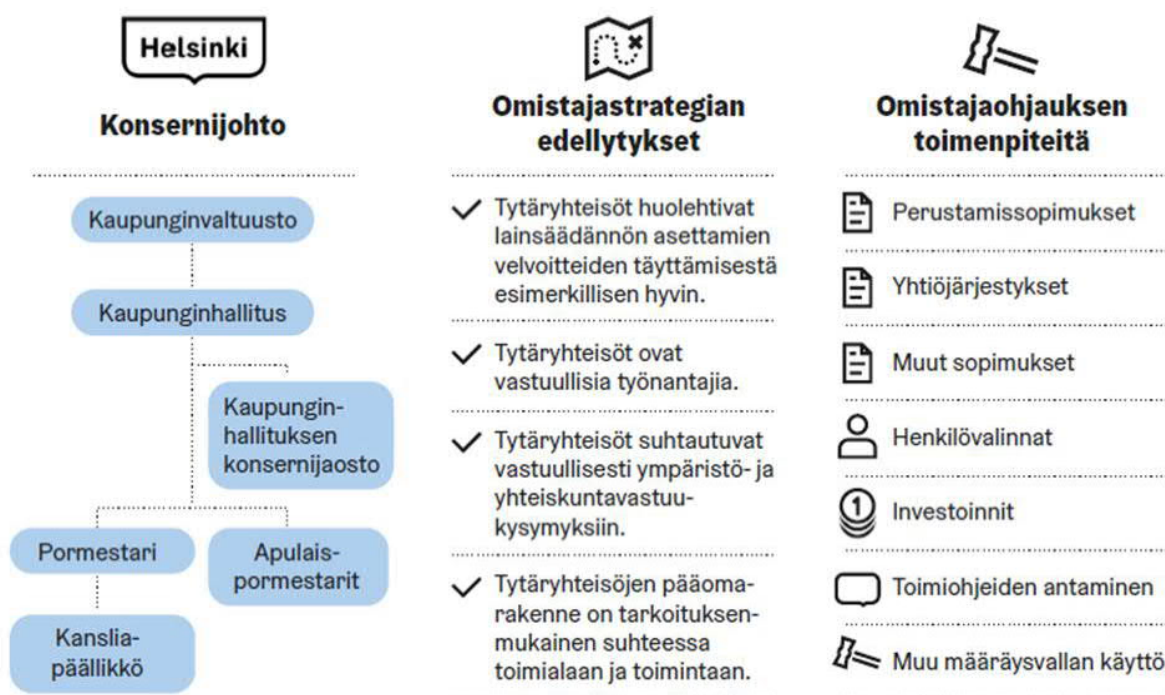 Helsinki
Konsernijohto
Kaupunginvaltuusto
Kaupunginhallitus
Kaupungin-
hallituksen
konsernijaosto
Pormestari
Apulais-
pormestarit
Kanslia-
päällikkö
Omistajastrategian
edellytykset
Tytäryhteisöt huolehtivat
lainsäädännön asettamien
velvoitteiden täyttämisestä
esimerkillisen hyvin.
Tytäryhteisöt ovat
vastuullisia työnantajia.
Tytäryhteisöt suhtautuvat
vastuullisesti ympäristö- ja
yhteiskuntavastuu-
kysymyksiin.
Tytäryhteisöjen pääoma-
rakenne on tarkoituksen-
mukainen suhteessa
toimialaan ja toimintaan.
Omistajaohjauksen
toimenpiteitä
Perustamissopimukset
Yhtiöjärjestykset
Muut sopimukset
Henkilövalinnat
1
Investoinnit
Toimiohjeiden antaminen
Muu määräysvallan käyttö